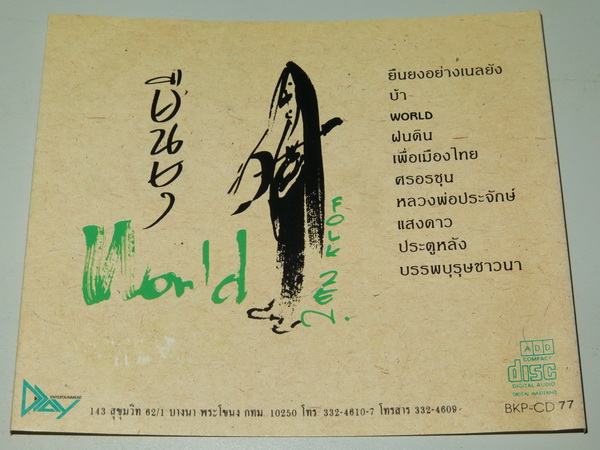 ยืนยง
World
FOLK ZEN.
ยืนยงอย่างเนลยัง
บ้า
WORLD
ฝนดิน
เพื่อเมืองไทย
ศรอรชุน
หลวงพ่อประจักษ์
แสงดาว
ประตูหลัง
บรรพบุรุษชาวนา
ADD
COMPACT
disc
DIGITAL AUDIO
BKP-CD 77
Dday
ENTERTAINMENT
143 สุขุมวิท 62/1 บางนา พระโขนง กทม. 10250 โทร. 332-4610-7 โทรสาร 332-4609